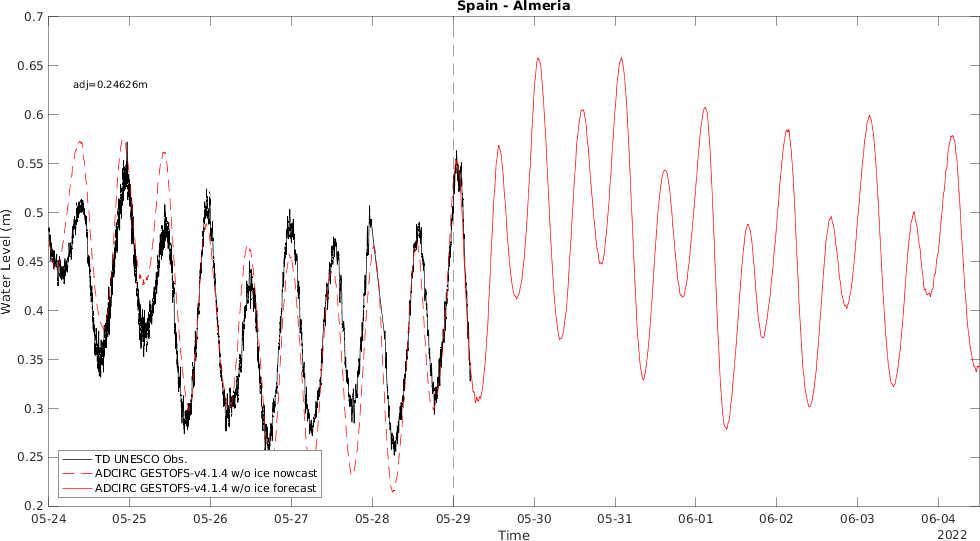 Spain - Almeria
0.7
0.65
0.6
0.55
0.5
0.45
0.4
0.35
0.3
0.25
0.2
Water Level (m)
adj=0.24626m
TD UNESCO Obs.
ADCIRC GESTOFS-v4.1.4 w/o ice nowcast
ADCIRC GESTOFS-v4.1.4 w/o ice forecast
05-24 05-25 05-26 05-27 05-28 05-29 05-30 05-31 06-01 06-02 06-03 06-04
Time
2022